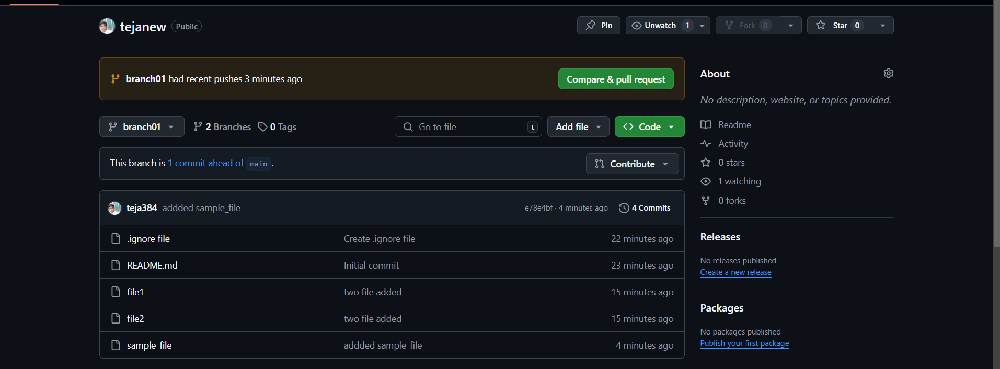 tejanew Public Pin Unwatch 1 Fork 0 Star 0
branch01 had recent pushes 3 minutes ago Compare & pull request
branch01 2 Branches 0 Tags Go to file t Add file Code
This branch is 1 commit ahead of main . Contribute
teja384 addded sample_file e78e4bf · 4 minutes ago 4 Commits
.ignore file Create .ignore file 22 minutes ago
README.md Initial commit 23 minutes ago
file1 two file added 15 minutes ago
file2 two file added 15 minutes ago
sample_file addded sample_file 4 minutes ago
About
No description, website, or topics provided.
Readme
Activity
0 stars
1 watching
0 forks
Releases
No releases published
Create a new release
Packages
No packages published
Publish your first package